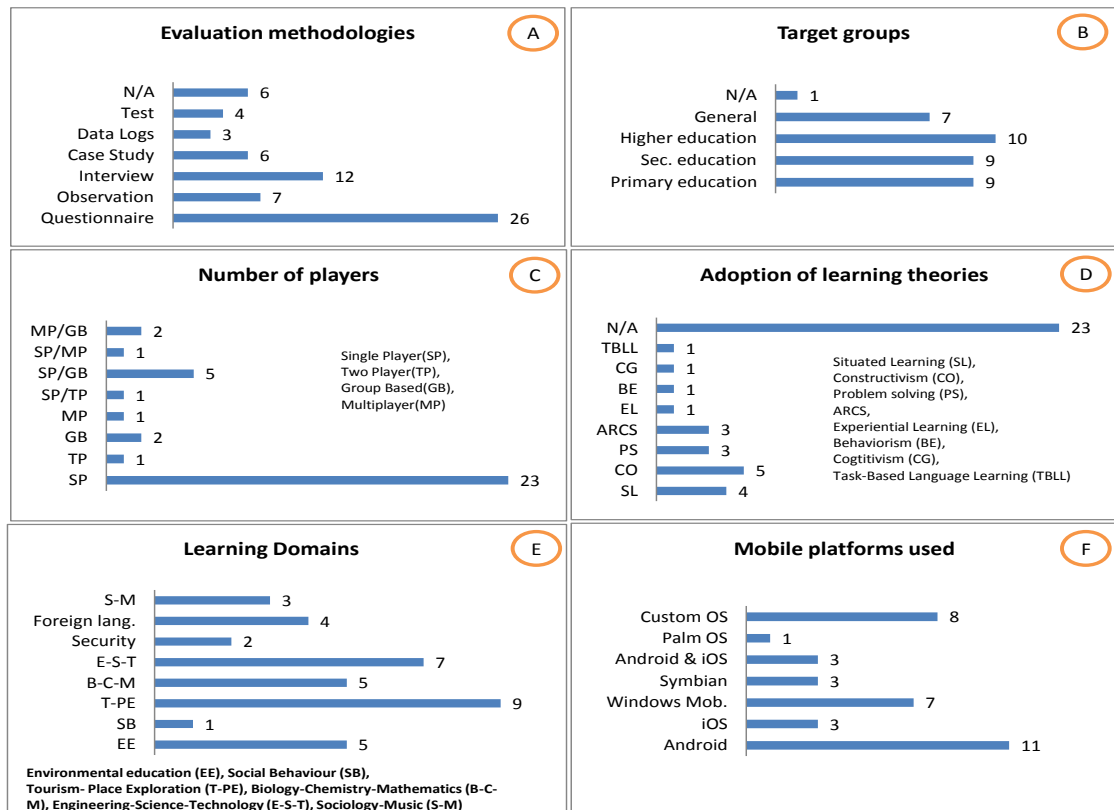 Evaluation methodologies
A
N/A 6
Test 4
Data Logs 3
Case Study 6
Interview 12
Observation 7
Questionnaire 26
Target groups
B
N/A 1
General 7
Higher education 10
Sec. education 9
Primary education 9
Number of players
C
MP/GB 2
SP/MP 1
SP/GB 5
SP/TP 1
MP 1
GB 2
TP 1
SP 23
Single Player(SP),
Two Player(TP),
Group Based(GB),
Multiplayer(MP)
Adoption of learning theories
D
N/A 23
TBLL 1
CG 1
BE 1
EL 1
ARCS 3
PS 3
CO 5
SL 4
Situated Learning (SL),
Constructivism (CO),
Problem solving (PS),
ARCS,
Experiential Learning (EL),
Behaviorism (BE),
Cogtitivism (CG),
Task-Based Language Learning (TBLL)
Learning Domains
E
S-M 3
Foreign lang. 4
Security 2
E-S-T 7
B-C-M 5
T-PE 9
SB 1
EE 5
Environmental education (EE), Social Behaviour (SB),
Tourism- Place Exploration (T-PE), Biology-Chemistry-Mathematics (B-C-
M), Engineering-Science-Technology (E-S-T), Sociology-Music (S-M)
Mobile platforms used
F
Custom OS 8
Palm OS 1
Android & iOS 3
Symbian 3
Windows Mob. 7
iOS 3
Android 11